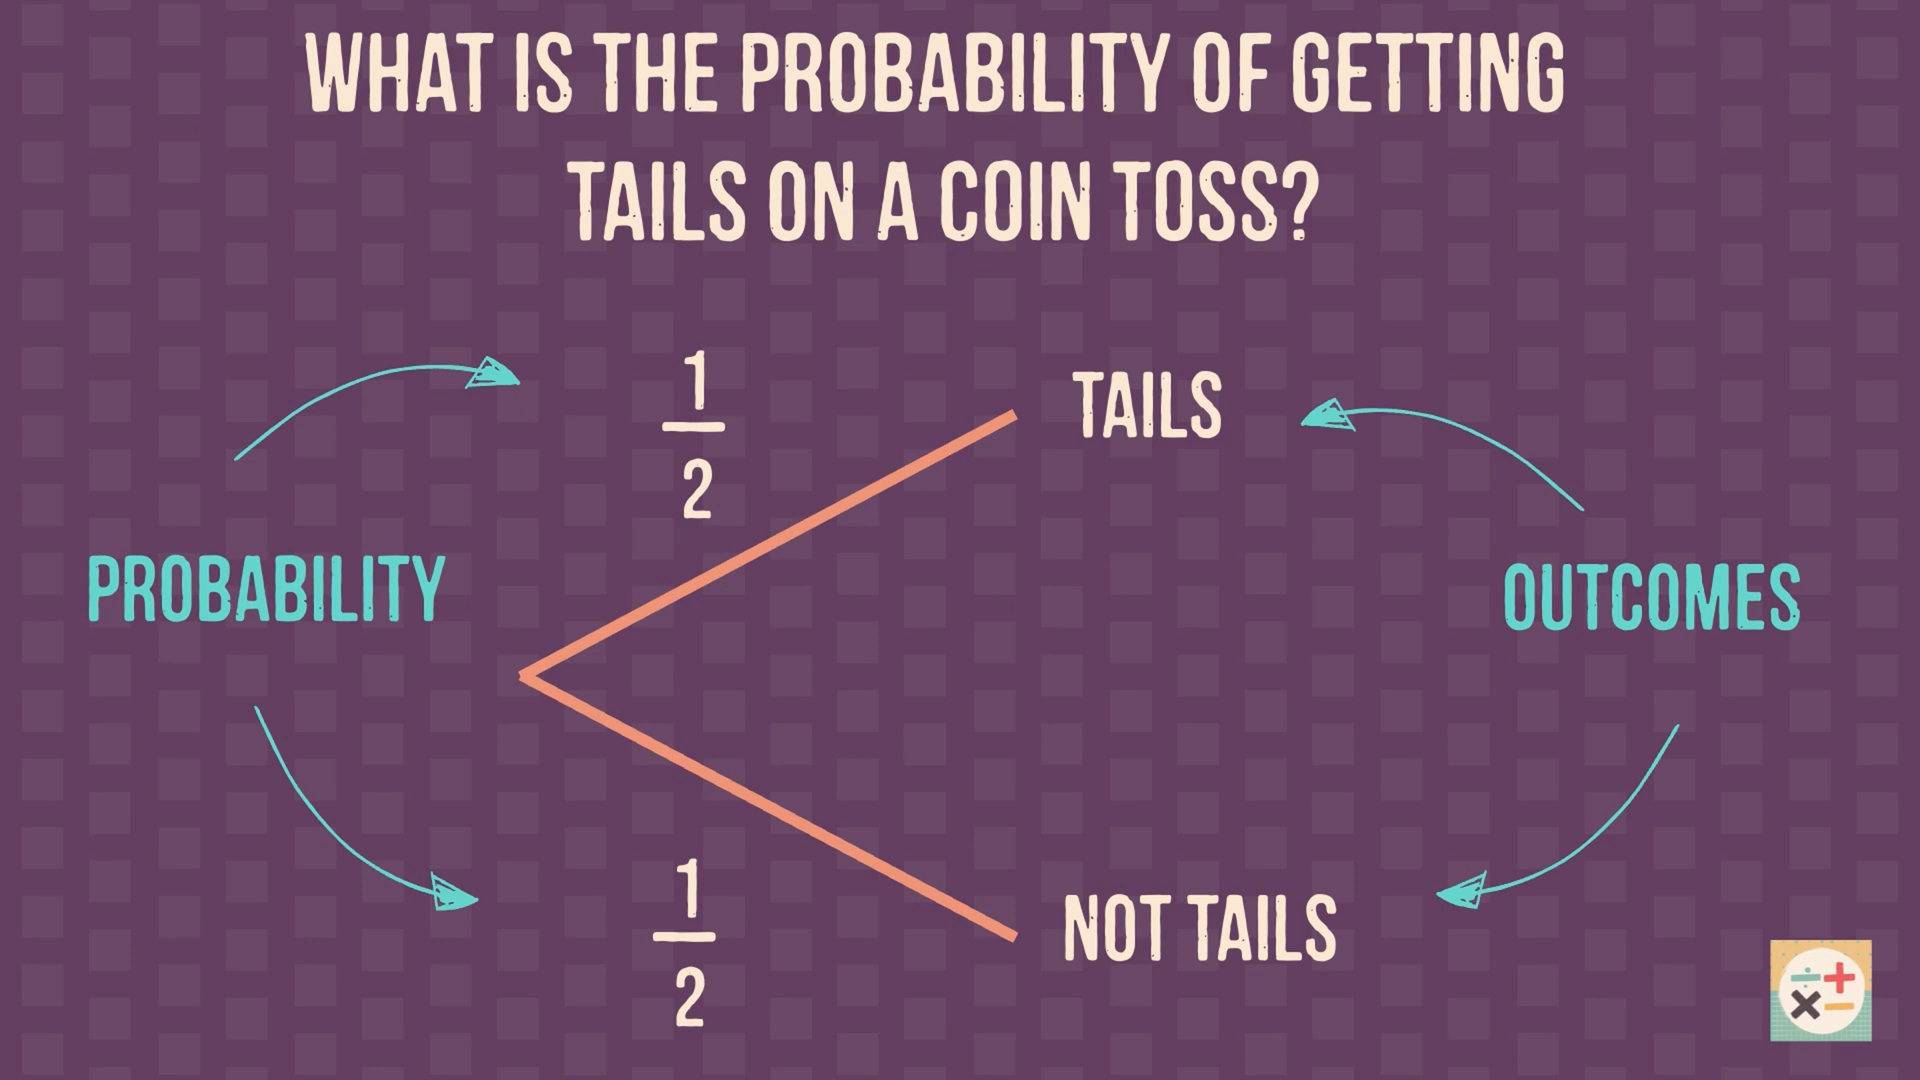 WHAT IS THE PROBABILITY OF GETTING
TAILS ON A COIN TOSS?
1
2
TAILS
PROBABILITY
OUTCOMES
1
2
NOT TAILS